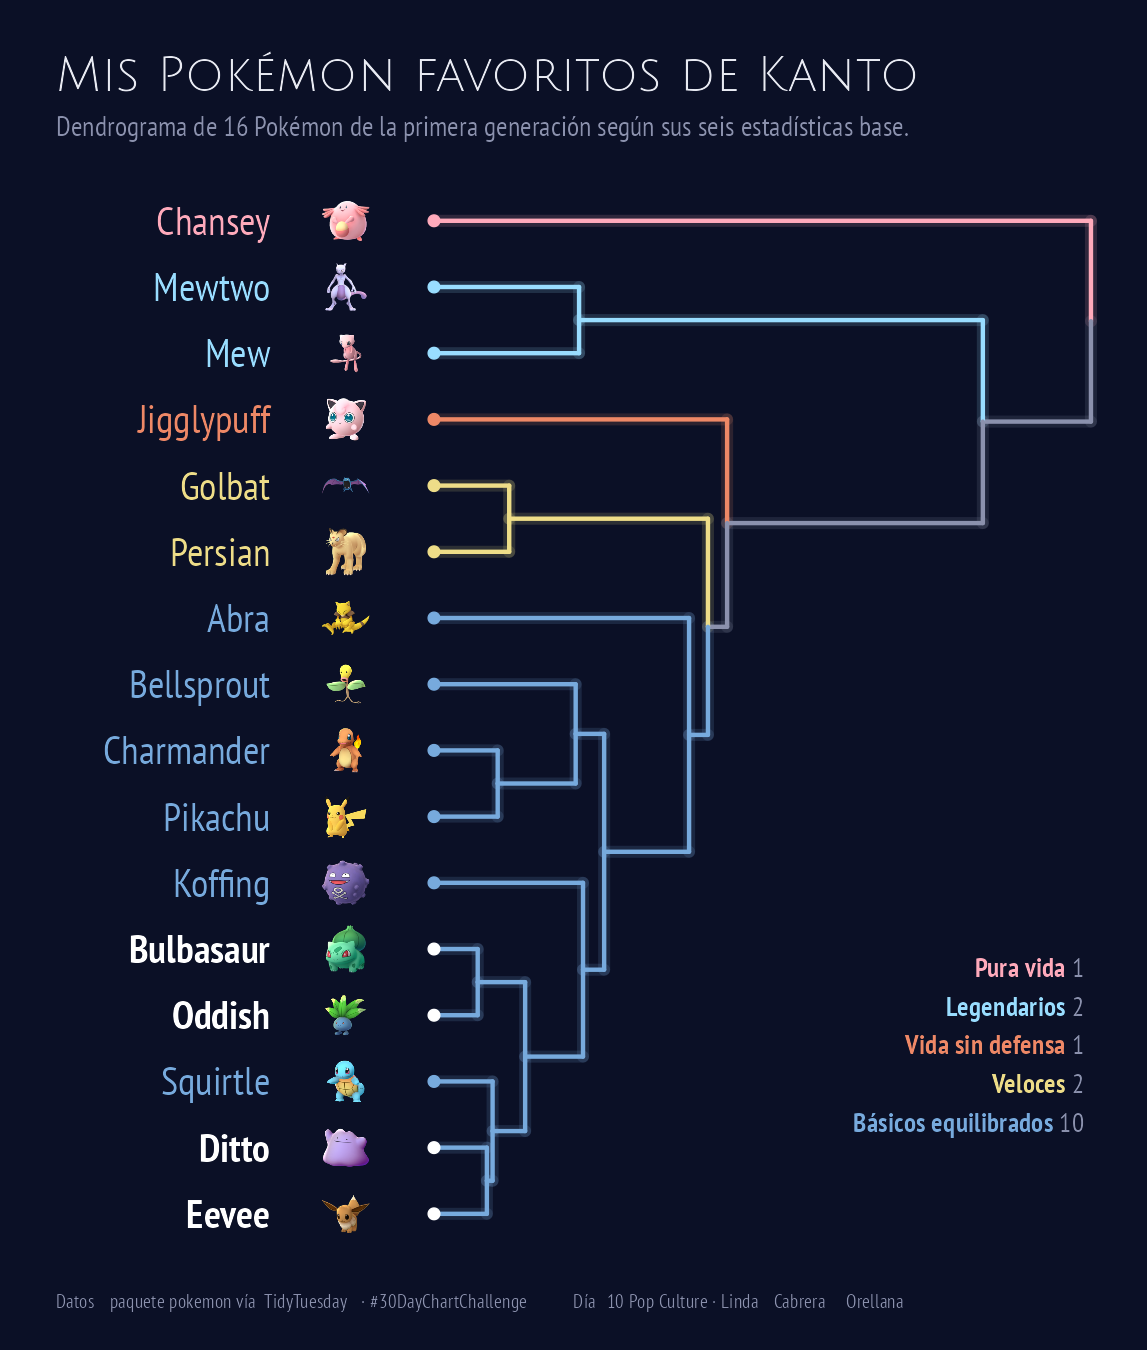 Mis Pokémon favoritos de Kanto
Dendrograma de 16 Pokémon de la primera generación según sus seis estadísticas base.
Chansey
Mewtwo
Mew
Jigglypuff
Golbat
Persian
Abra
Bellsprout
Charmander
Pikachu
Koffing
Bulbasaur
Oddish
Squirtle
Ditto
Eevee
Pura vida 1
Legendarios 2
Vida sin defensa 1
Veloces 2
Básicos equilibrados 10
Datos paquete pokemon vía TidyTuesday · #30DayChartChallenge Día 10 Pop Culture · Linda Cabrera Orellana